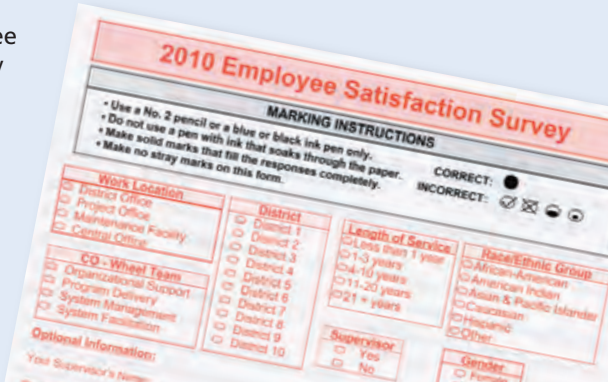 ee
y
2010 Employee Satisfaction Survey
MARKING INSTRUCTIONS
• Use a No. 2 pencil or a blue or black ink pen only.
• Do not use a pen with ink that soaks through the paper.
• Make solid marks that fill the responses completely.
• Make no stray marks on this form.
CORRECT:
INCORRECT:
Work Location
District Office
Project Office
Maintenance Facility
Central Office
CO - Wheel Team
Organizational Support
Program Delivery
System Management
System Facilitation
Optional Information:
Your Supervisor's Name
District
District 1
District 2
District 3
District 4
District 5
District 6
District 7
District 8
District 9
District 10
Length of Service
Less than 1 year
1-3 years
4-10 years
11-20 years
21 + years
Supervisor
Yes
No
Race/Ethnic Group
African-American
American Indian
Asian & Pacific Islander
Caucasian
Hispanic
Other
Gender
Female